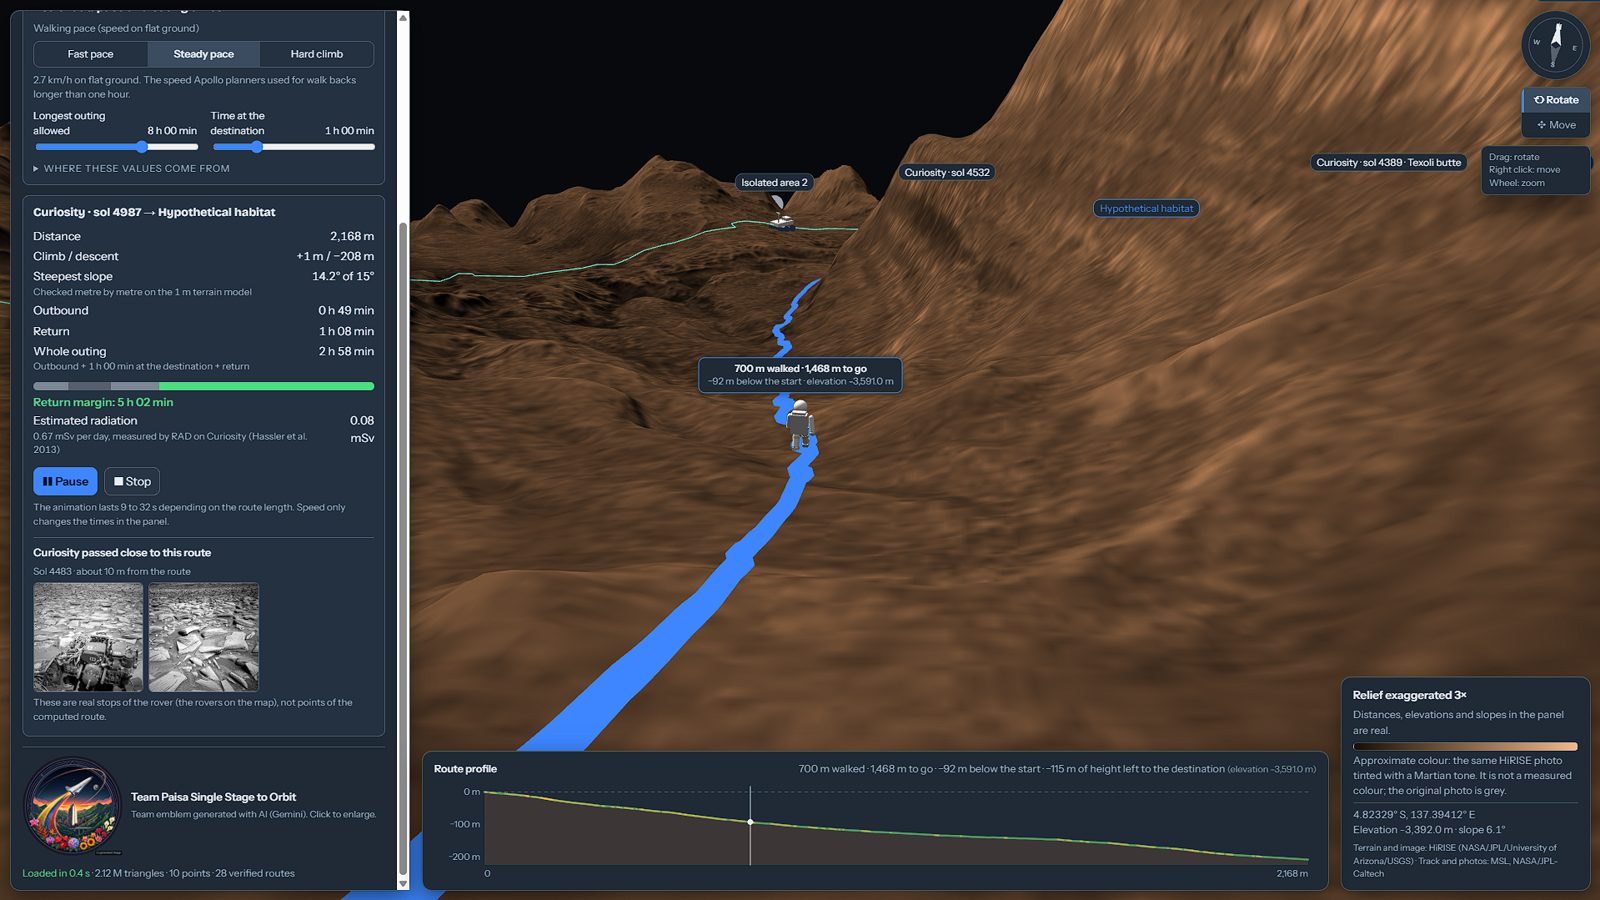 Walking pace (speed on flat ground)
Fast pace
Steady pace
Hard climb
2.7 km/h on flat ground. The speed Apollo planners used for walk backs
longer than one hour.
Longest outing
allowed
8 h 00 min
Time at the
destination
1 h 00 min
▸ WHERE THESE VALUES COME FROM
Curiosity · sol 4987 → Hypothetical habitat
Distance 2,168 m
Climb / descent +1 m / −208 m
Steepest slope 14.2° of 15°
Checked metre by metre on the 1 m terrain model
Outbound 0 h 49 min
Return 1 h 08 min
Whole outing 2 h 58 min
Outbound + 1 h 00 min at the destination + return
Return margin: 5 h 02 min
Estimated radiation 0.08
mSv
0.67 mSv per day, measured by RAD on Curiosity (Hassler et al.
2013)
Pause
Stop
The animation lasts 9 to 32 s depending on the route length. Speed only
changes the times in the panel.
Curiosity passed close to this route
Sol 4483 · about 10 m from the route
These are real stops of the rover (the rovers on the map), not points of the
computed route.
Team Paisa Single Stage to Orbit
Team emblem generated with AI (Gemini). Click to enlarge.
Loaded in 0.4 s · 2.12 M triangles · 10 points · 28 verified routes
Isolated area 2
Curiosity · sol 4532
Hypothetical habitat
Curiosity · sol 4389 · Texoli butte
700 m walked · 1,468 m to go
−92 m below the start · elevation −3,591.0 m
N
W
E
S
Rotate
Move
Drag: rotate
Right click: move
Wheel: zoom
Route profile
700 m walked · 1,468 m to go · −92 m below the start · −115 m of height left to the destination (elevation −3,591.0 m)
0 m
−100 m
−200 m
0
2,168 m
Relief exaggerated 3×
Distances, elevations and slopes in the panel
are real.
Approximate colour: the same HiRISE photo
tinted with a Martian tone. It is not a measured
colour; the original photo is grey.
4.82329° S, 137.39412° E
Elevation −3,392.0 m · slope 6.1°
Terrain and image: HiRISE (NASA/JPL/University of
Arizona/USGS) · Track and photos: MSL, NASA/JPL-
Caltech